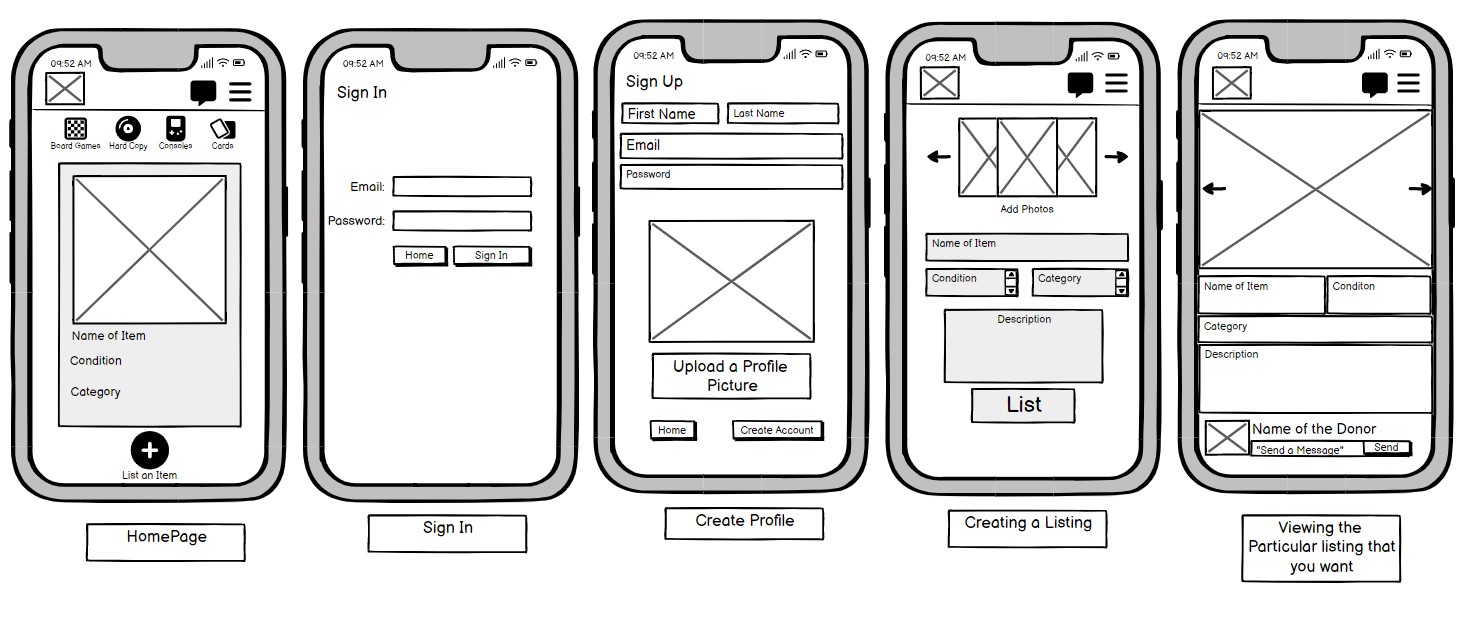 09:52 AM
Board Games
Hard Copy
Consoles
Cards
Name of Item
Condition
Category
List an Item
HomePage
09:52 AM
Sign In
Email:
Password:
Home
Sign In
Sign In
09:52 AM
Sign Up
First Name
Last Name
Email
Password
Upload a Profile
Picture
Home
Create Account
Create Profile
09:52 AM
Add Photos
Name of Item
Condition
Category
Description
List
Creating a Listing
09:52 AM
Name of Item
Conditon
Category
Description
Name of the Donor
"Send a Message"
Send
Viewing the
Particular listing that
you want